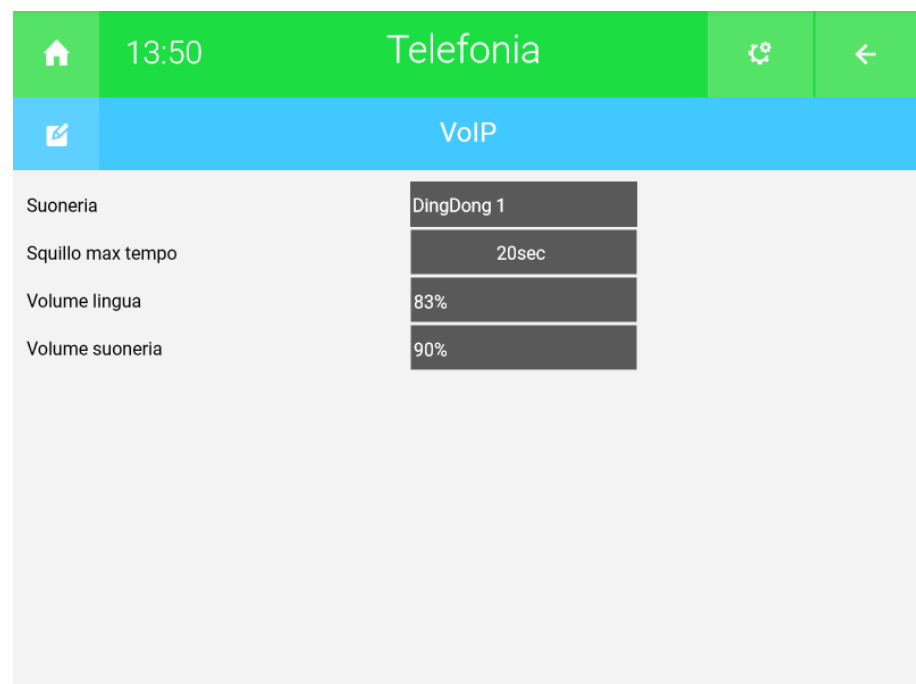 13:50 Telefonia
VoIP
Suoneria DingDong 1
Squillo max tempo 20sec
Volume lingua 83%
Volume suoneria 90%